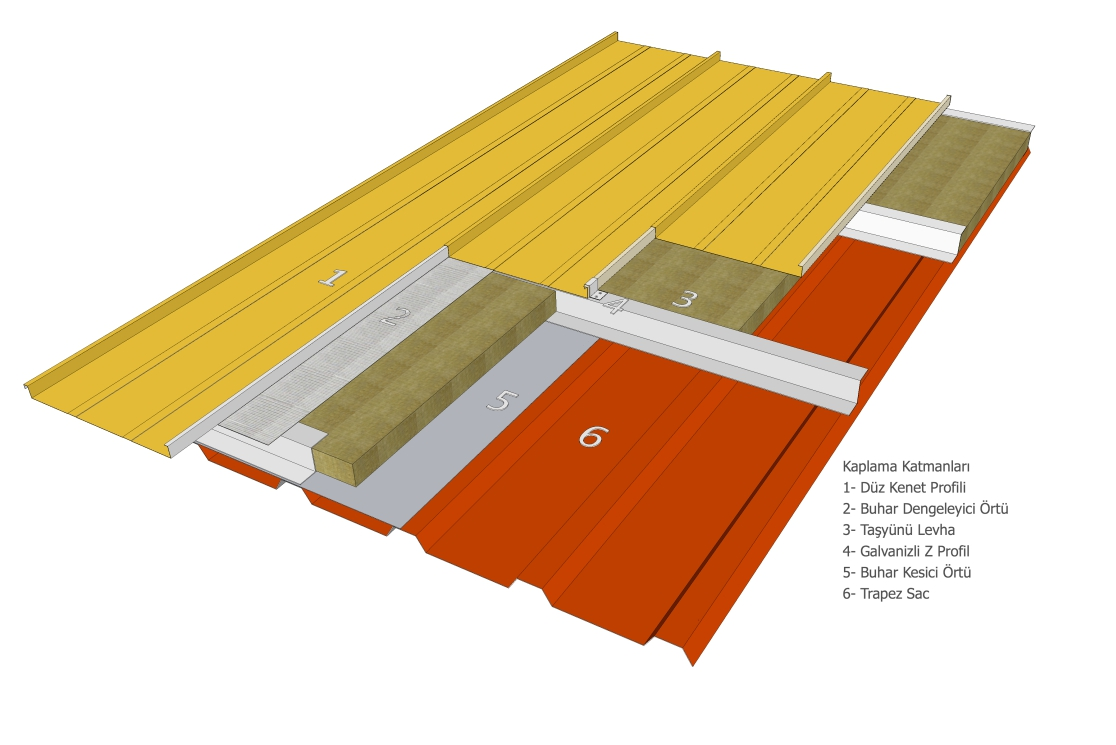 1
2
3
4
5
6
Kaplama Katmanları
1- Düz Kenet Profili
2- Buhar Dengeleyici Örtü
3- Taşyünü Levha
4- Galvanizli Z Profil
5- Buhar Kesici Örtü
6- Trapez Sac